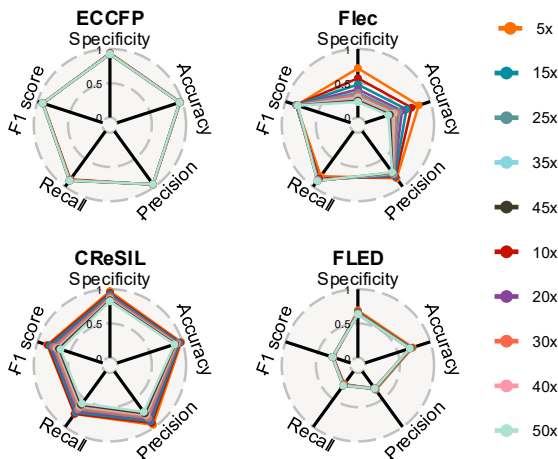 ECCFP
Specificity
1
0.5
0
Accuracy
Precision
Recall
F1 score
Flec
Specificity
1
0.5
0
Accuracy
Precision
Recall
F1 score
CReSIL
Specificity
1
0.5
0
Accuracy
Precision
Recall
F1 score
FLED
Specificity
1
0.5
0
Accuracy
Precision
Recall
F1 score
5x
15x
25x
35x
45x
10x
20x
30x
40x
50x